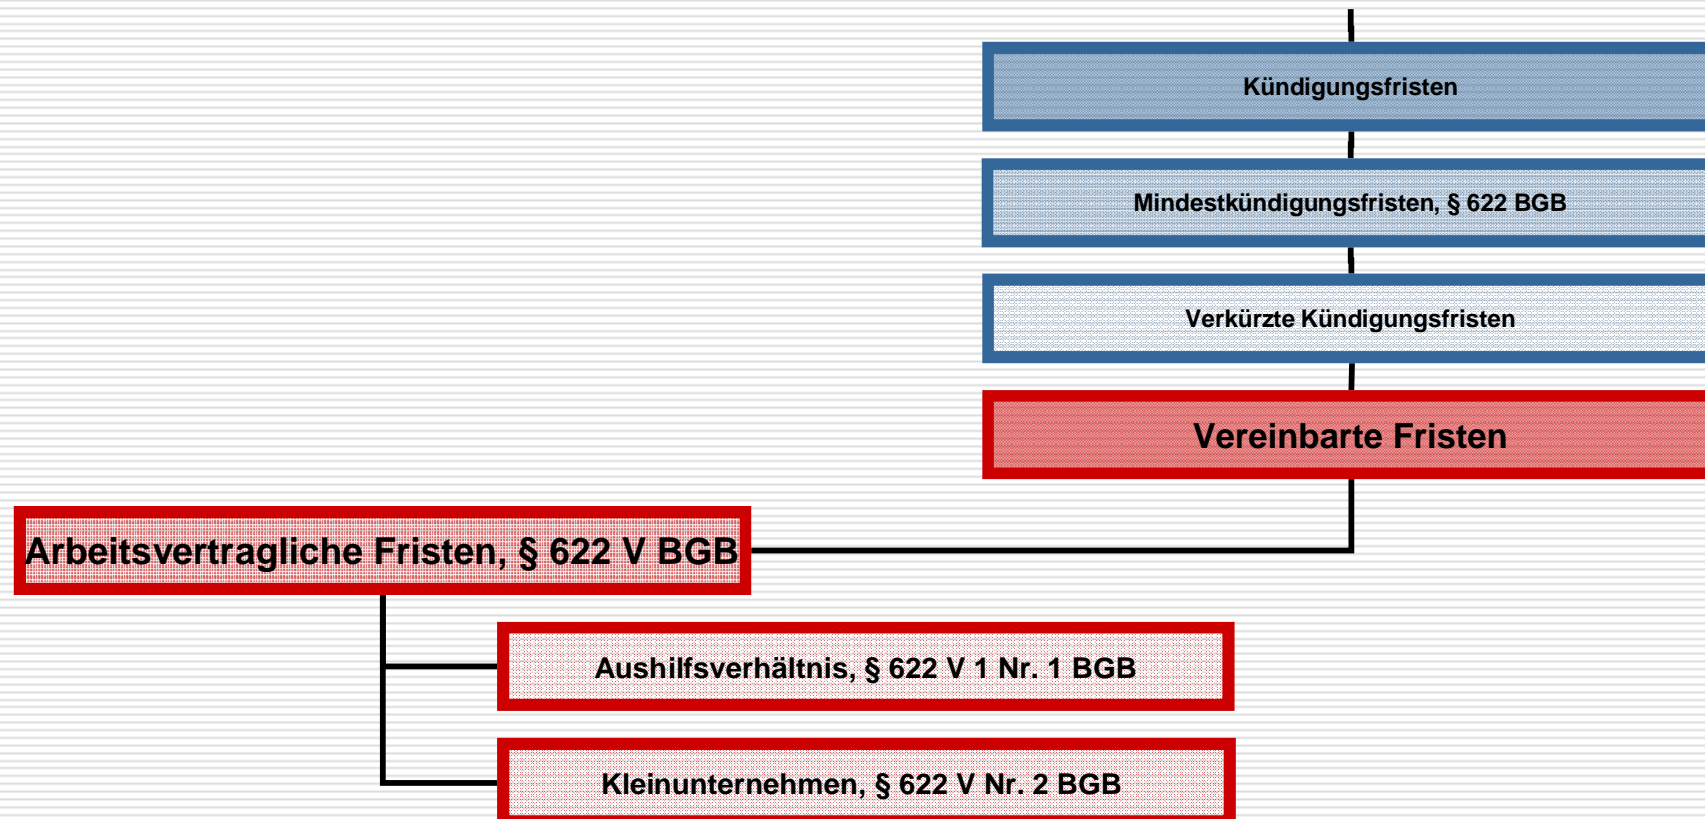 Kündigungsfristen
Mindestkündigungsfristen, § 622 BGB
Verkürzte Kündigungsfristen
Vereinbarte Fristen
Arbeitsvertragliche Fristen, § 622 V BGB
Aushilfsverhältnis, § 622 V 1 Nr. 1 BGB
Kleinunternehmen, § 622 V Nr. 2 BGB